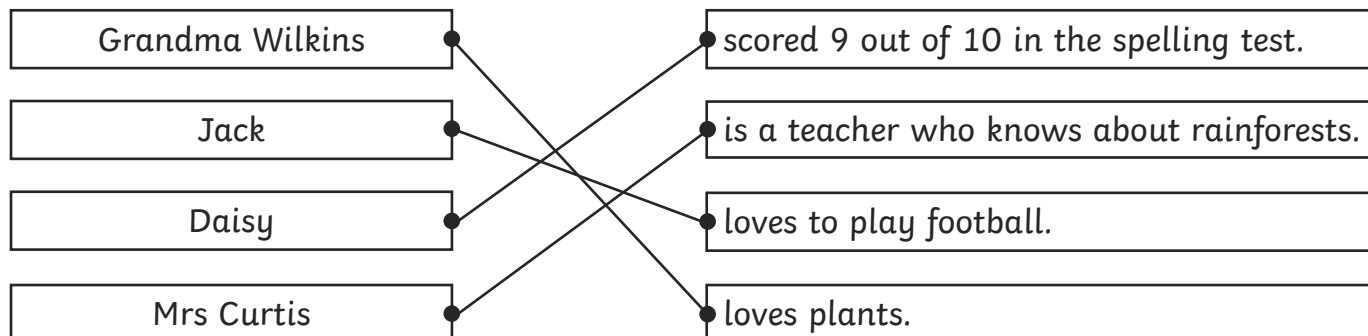 Grandma Wilkins
scored 9 out of 10 in the spelling test.
Jack
is a teacher who knows about rainforests.
Daisy
loves to play football.
Mrs Curtis
loves plants.